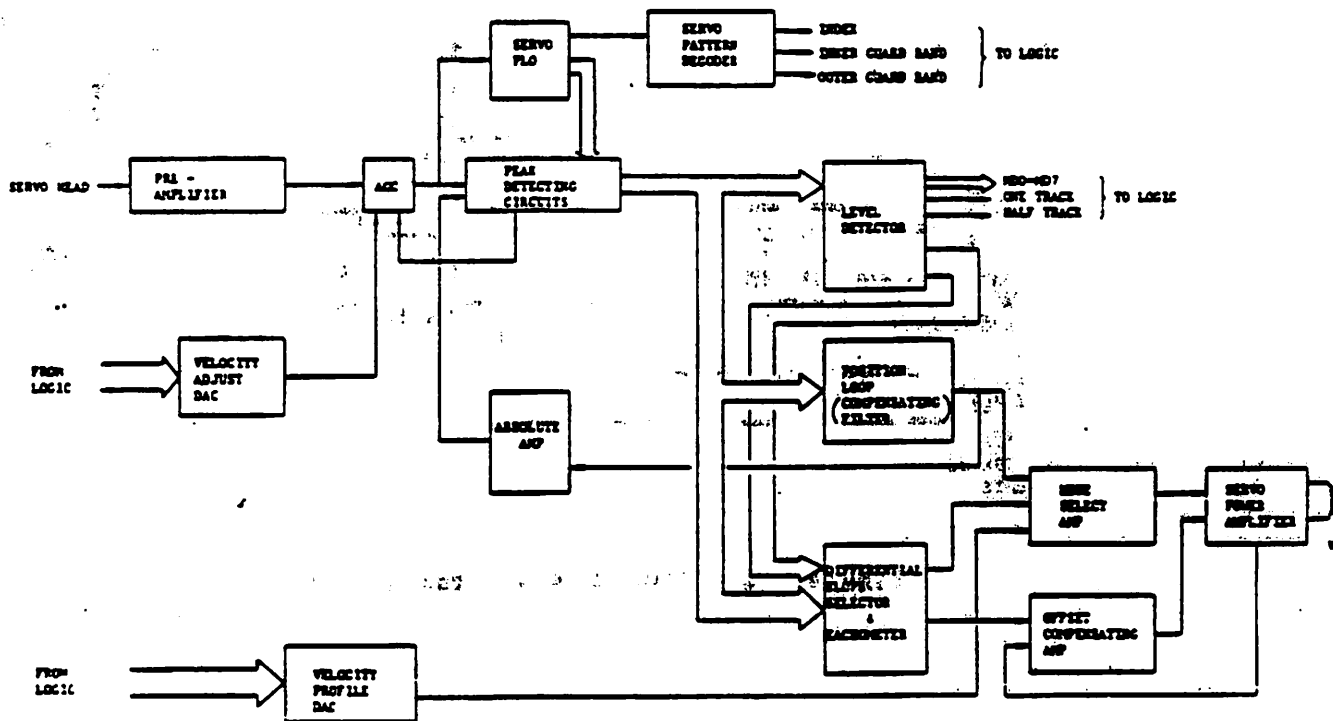 SERVO
PLO
SERVO
PATTERN
DECODER
INDEX
INNER GUARD BAND
OUTER GUARD BAND
TO LOGIC
SERVO HEAD
PRE -
AMPLIFIER
AGC
PEAK
DETECTING
CIRCUITS
LEVEL
DETECTOR
ONE TRACK
HALF TRACK
TO LOGIC
FROM
LOGIC
VELOCITY
ADJUST
DAC
ABSOLUTE
AMP
POSITION
LOOP
(COMPENSATING
FILTER)
MODE
SELECT
AMP
SERVO
POWER
AMPLIFIER
DIFFERENTIAL
SLOPE
SELECTOR
&
TACHOMETER
OFFSET
COMPENSATING
AMP
FROM
LOGIC
VELOCITY
PROFILE
DAC